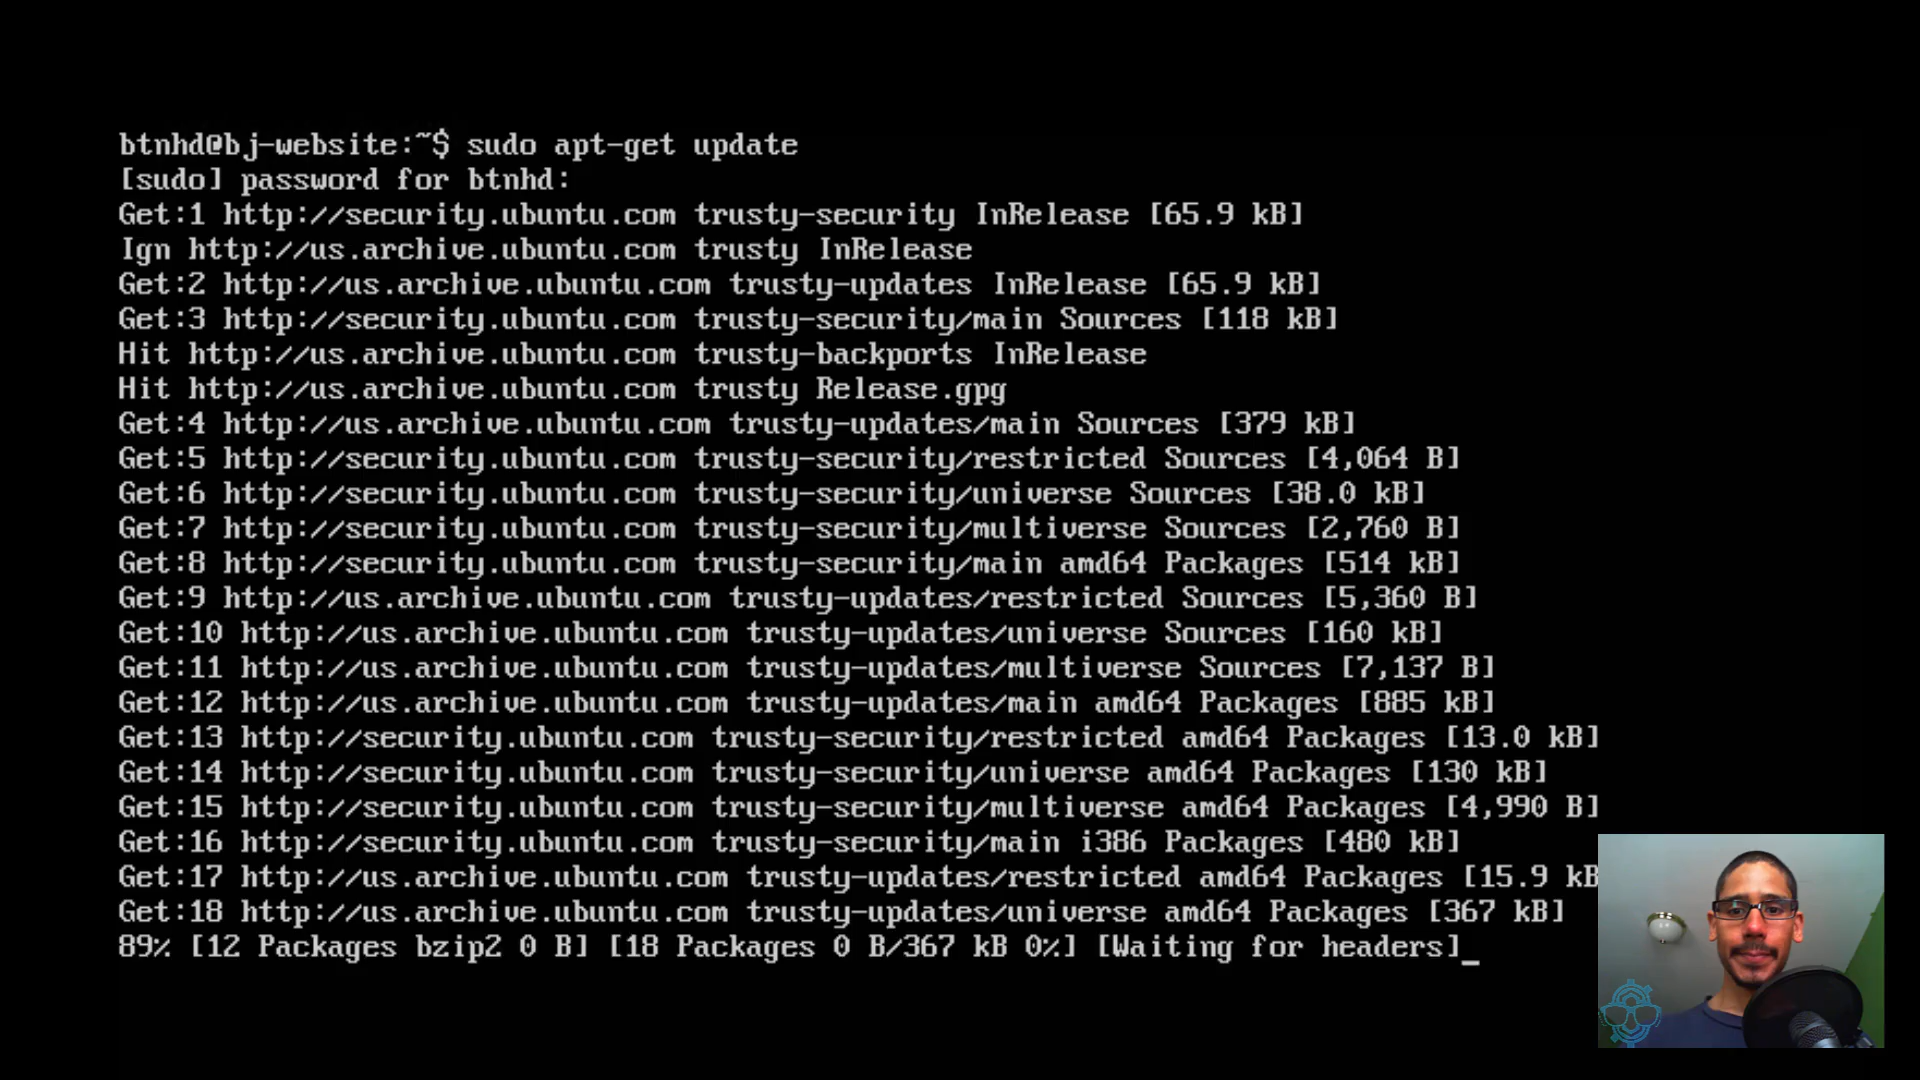 btnhd@bj-website:~$ sudo apt-get update
[sudo] password for btnhd:
Get:1 http://security.ubuntu.com trusty-security InRelease [65.9 kB]
Ign http://us.archive.ubuntu.com trusty InRelease
Get:2 http://us.archive.ubuntu.com trusty-updates InRelease [65.9 kB]
Get:3 http://security.ubuntu.com trusty-security/main Sources [118 kB]
Hit http://us.archive.ubuntu.com trusty-backports InRelease
Hit http://us.archive.ubuntu.com trusty Release.gpg
Get:4 http://us.archive.ubuntu.com trusty-updates/main Sources [379 kB]
Get:5 http://security.ubuntu.com trusty-security/restricted Sources [4,064 B]
Get:6 http://security.ubuntu.com trusty-security/universe Sources [38.0 kB]
Get:7 http://security.ubuntu.com trusty-security/multiverse Sources [2,760 B]
Get:8 http://security.ubuntu.com trusty-security/main amd64 Packages [514 kB]
Get:9 http://us.archive.ubuntu.com trusty-updates/restricted Sources [5,360 B]
Get:10 http://us.archive.ubuntu.com trusty-updates/universe Sources [160 kB]
Get:11 http://us.archive.ubuntu.com trusty-updates/multiverse Sources [7,137 B]
Get:12 http://us.archive.ubuntu.com trusty-updates/main amd64 Packages [885 kB]
Get:13 http://security.ubuntu.com trusty-security/restricted amd64 Packages [13.0 kB]
Get:14 http://security.ubuntu.com trusty-security/universe amd64 Packages [130 kB]
Get:15 http://security.ubuntu.com trusty-security/multiverse amd64 Packages [4,990 B]
Get:16 http://security.ubuntu.com trusty-security/main i386 Packages [480 kB]
Get:17 http://us.archive.ubuntu.com trusty-updates/restricted amd64 Packages [15.9 kB
Get:18 http://us.archive.ubuntu.com trusty-updates/universe amd64 Packages [367 kB]
89% [12 Packages bzip2 0 B] [18 Packages 0 B/367 kB 0%] [Waiting for headers]_